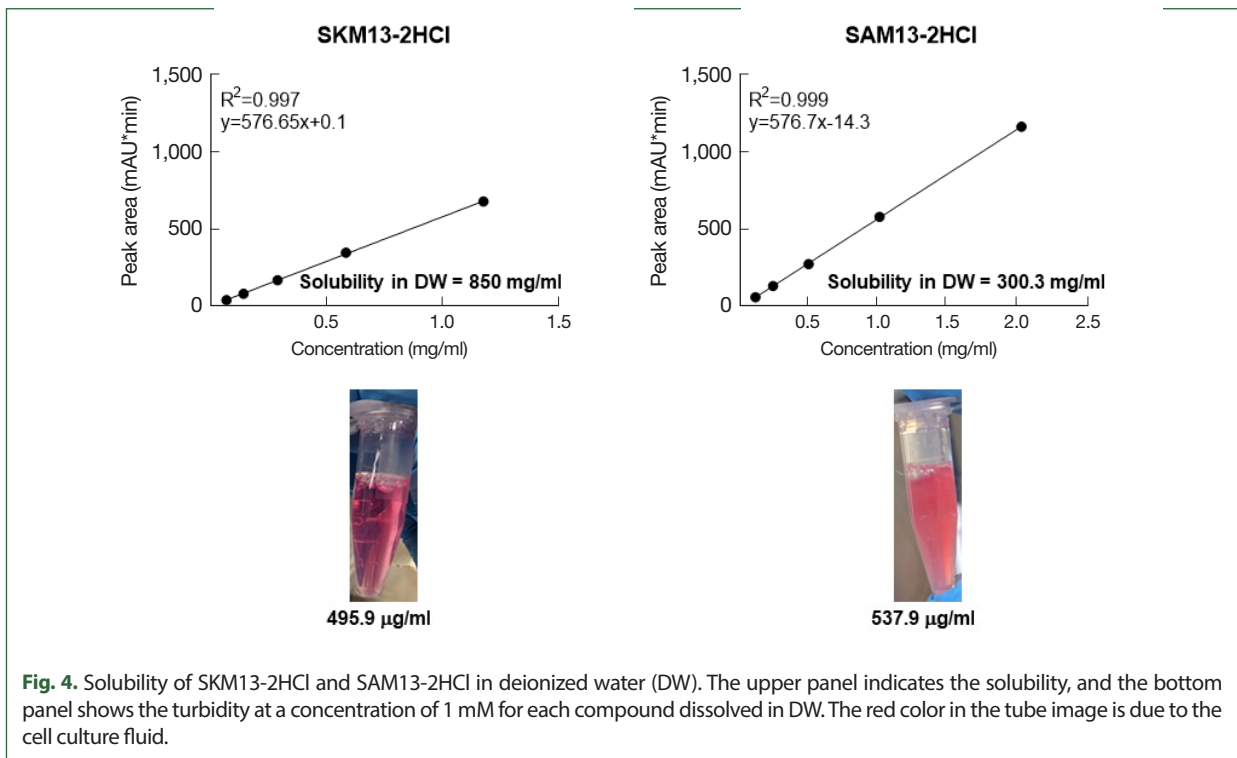 SKM13-2HCl
1,500
1,000
500
0
Peak area (mAU*min)
R²=0.997
y=576.65x+0.1
Solubility in DW = 850 mg/ml
0.5 1.0 1.5
Concentration (mg/ml)
SAM13-2HCl
1,500
1,000
500
0
Peak area (mAU*min)
R²=0.999
y=576.7x-14.3
Solubility in DW = 300.3 mg/ml
0.5 1.0 1.5 2.0 2.5
Concentration (mg/ml)
495.9 μg/ml
537.9 μg/ml
Fig. 4. Solubility of SKM13-2HCl and SAM13-2HCl in deionized water (DW). The upper panel indicates the solubility, and the bottom
panel shows the turbidity at a concentration of 1 mM for each compound dissolved in DW. The red color in the tube image is due to the
cell culture fluid.